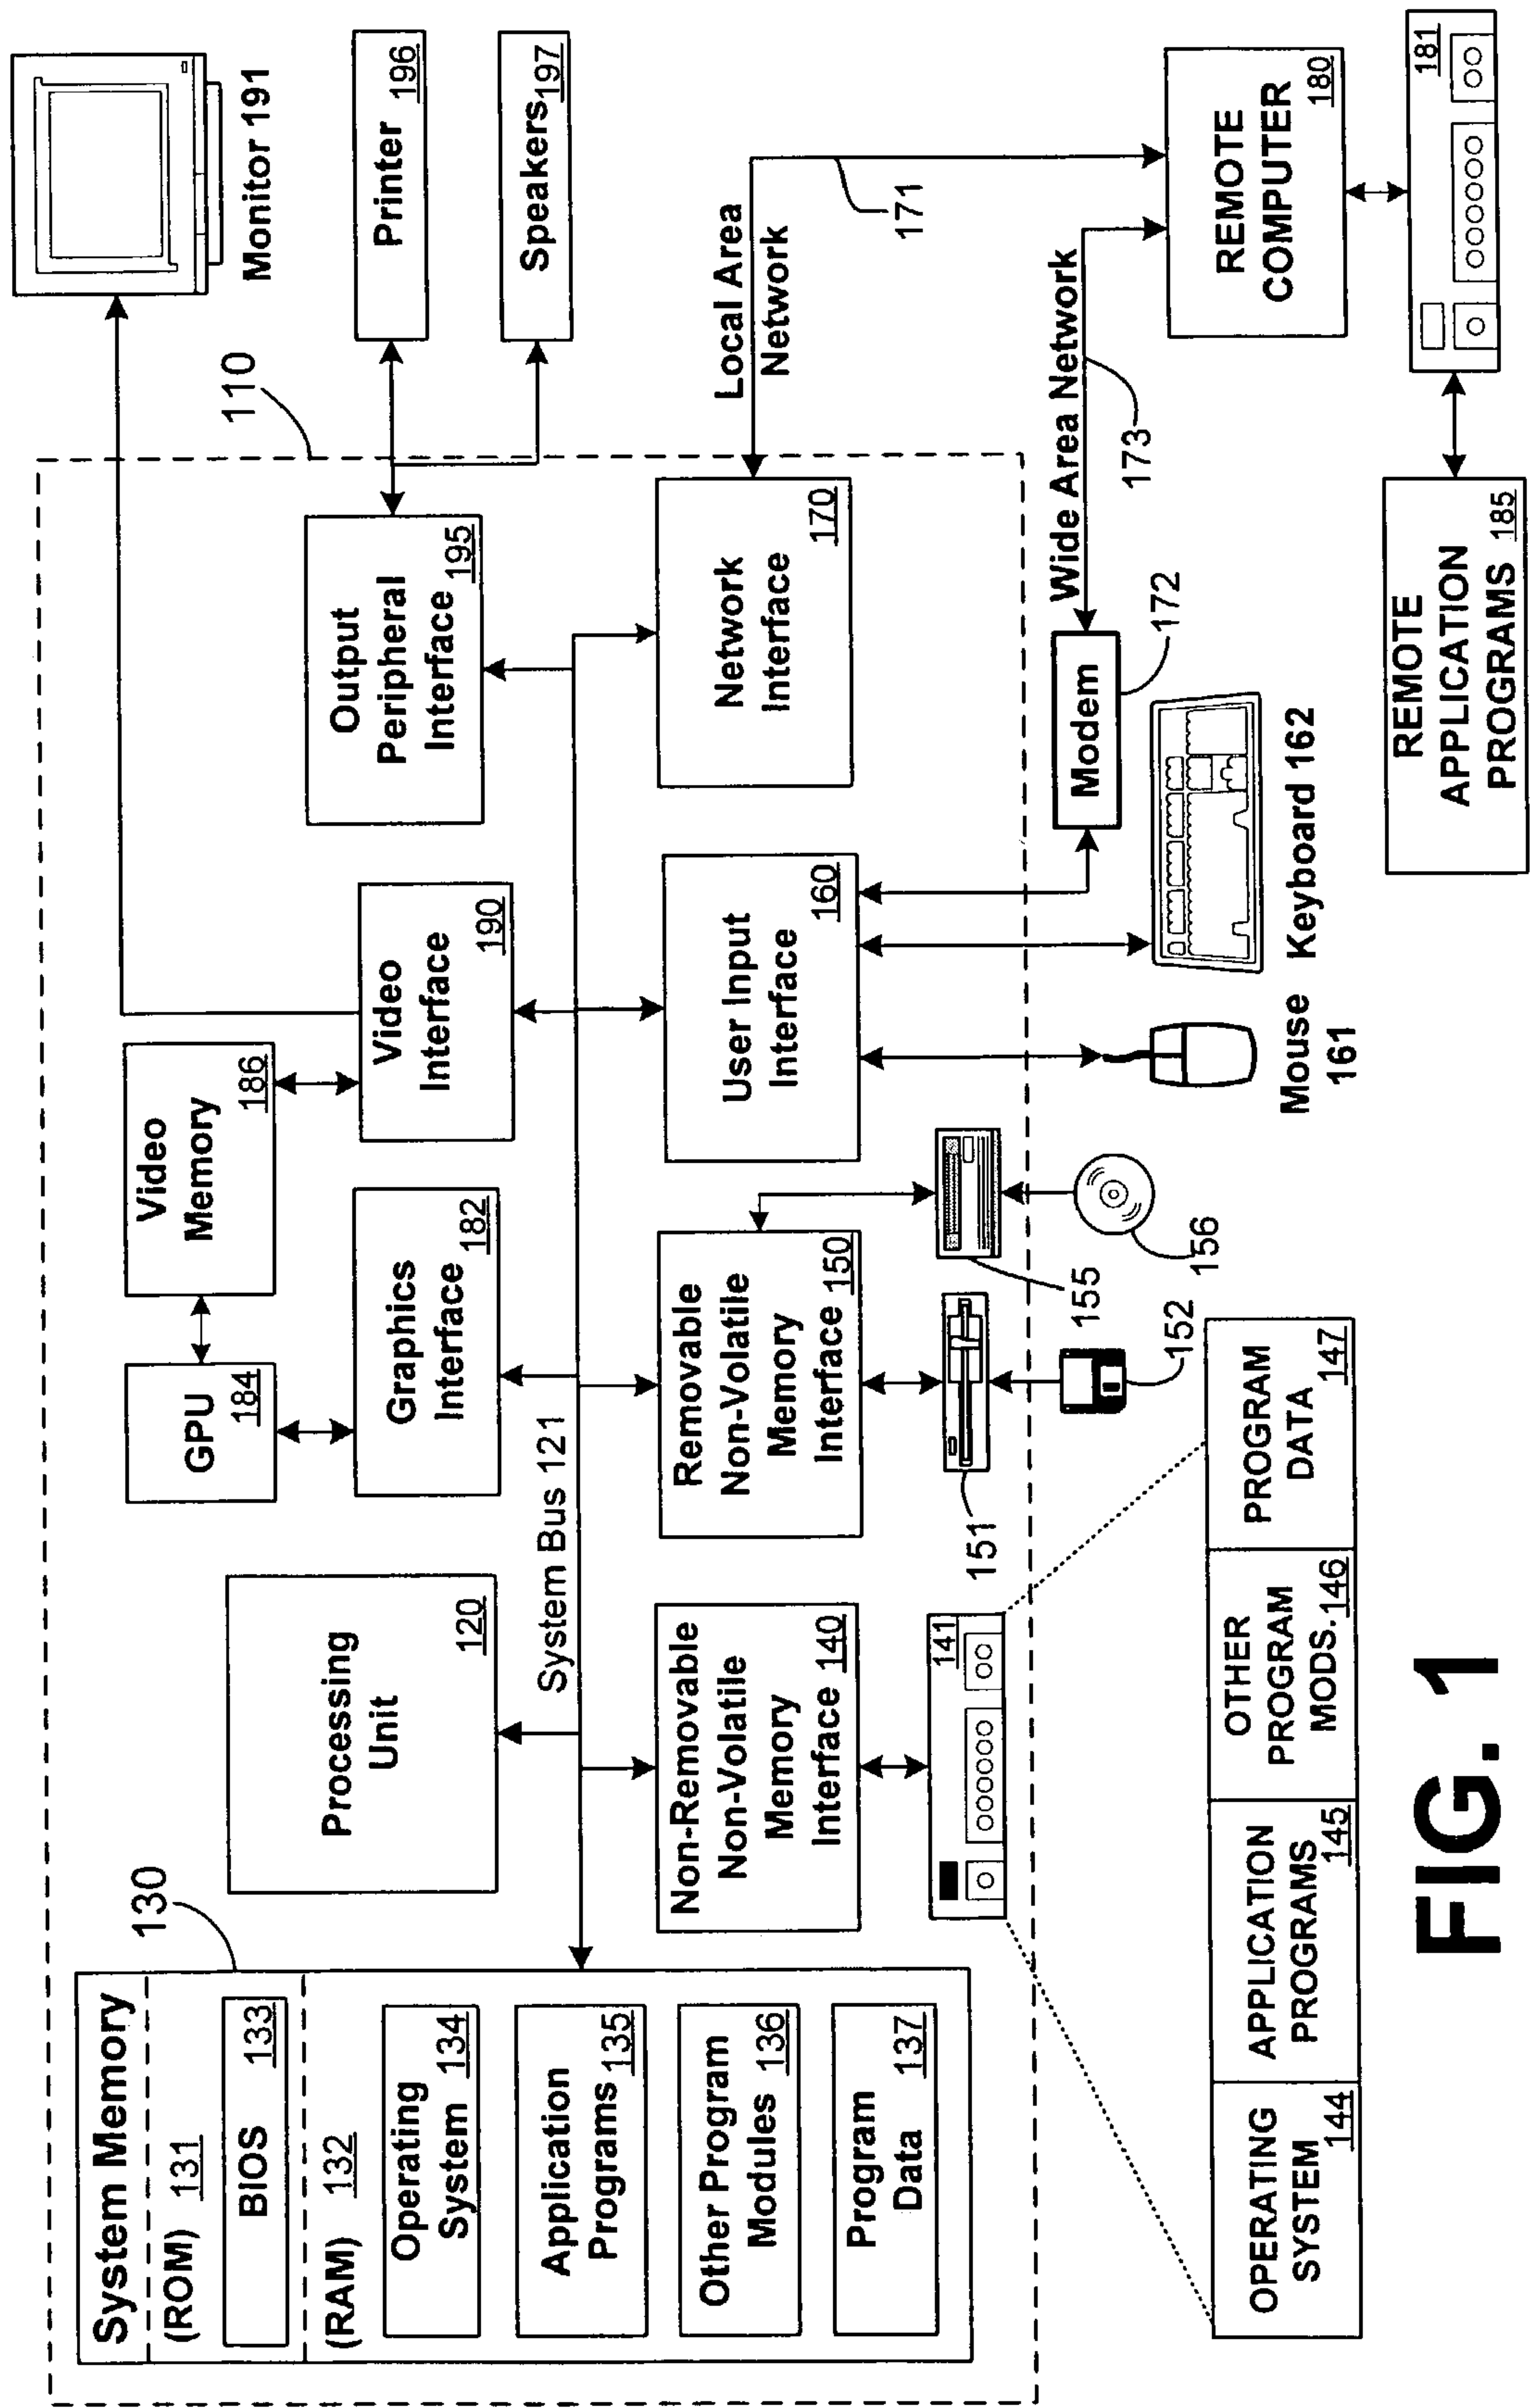 110
Monitor 191
Printer 196
Speakers 197
System Memory
130
(ROM) 131
BIOS 133
(RAM) 132
Operating
System 134
Application
Programs 135
Other Program
Modules 136
Program
Data 137
Processing
Unit
120
System Bus 121
GPU
184
Video
Memory
186
Graphics
Interface
182
Video
Interface
190
Output
Peripheral
Interface
195
Non-Removable
Non-Volatile
Memory
Interface 140
Removable
Non-Volatile
Memory
Interface 150
User Input
Interface
160
Network
Interface
170
Local Area
Network
171
Wide Area Network
173
Modem
172
141
151
152
155
156
Mouse
161
Keyboard 162
REMOTE
COMPUTER
180
181
REMOTE
APPLICATION
PROGRAMS 185
OPERATING
SYSTEM 144
APPLICATION
PROGRAMS 145
OTHER
PROGRAM
MODS. 146
PROGRAM
DATA 147
FIG. 1